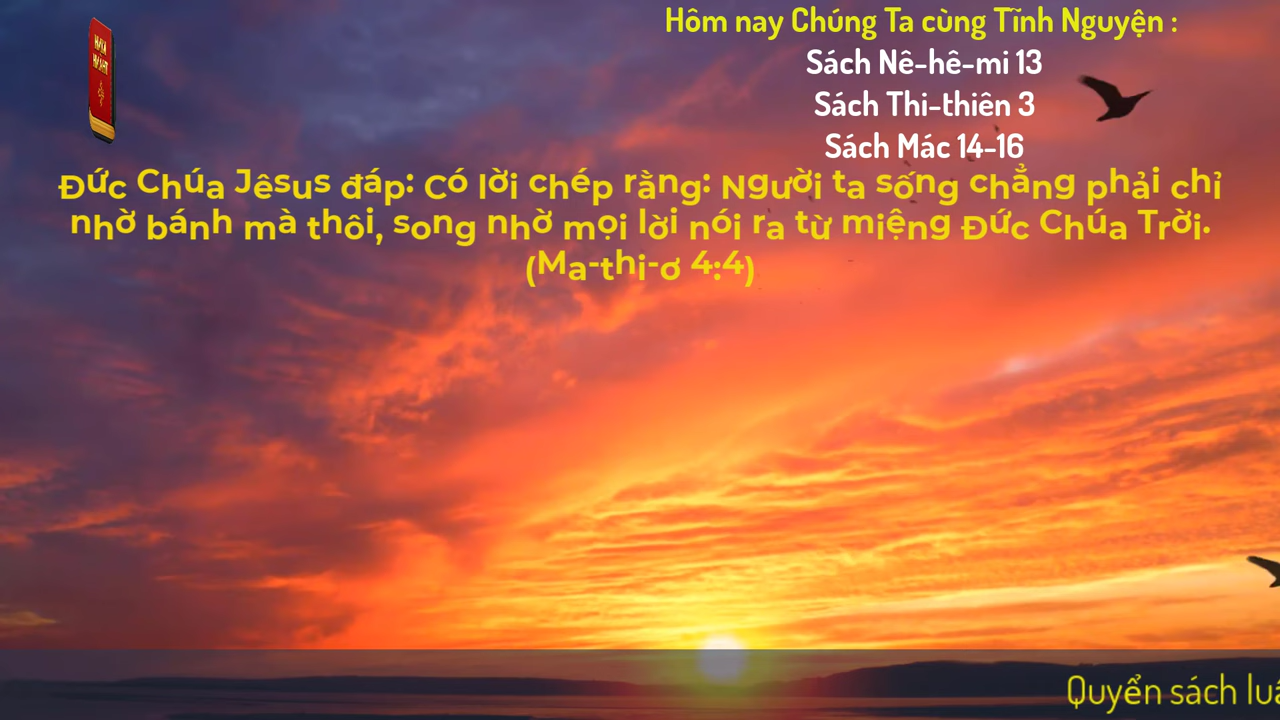 Hôm nay Chúng Ta cùng Tĩnh Nguyện :
Sách Nê-hê-mi 13
Sách Thi-thiên 3
Sách Mác 14-16
Đức Chúa Jêsus đáp: Có lời chép rằng: Người ta sống chẳng phải chỉ
nhờ bánh mà thôi, song nhờ mọi lời nói ra từ miệng Đức Chúa Trời.
(Ma-thi-ơ 4:4)
Quyển sách